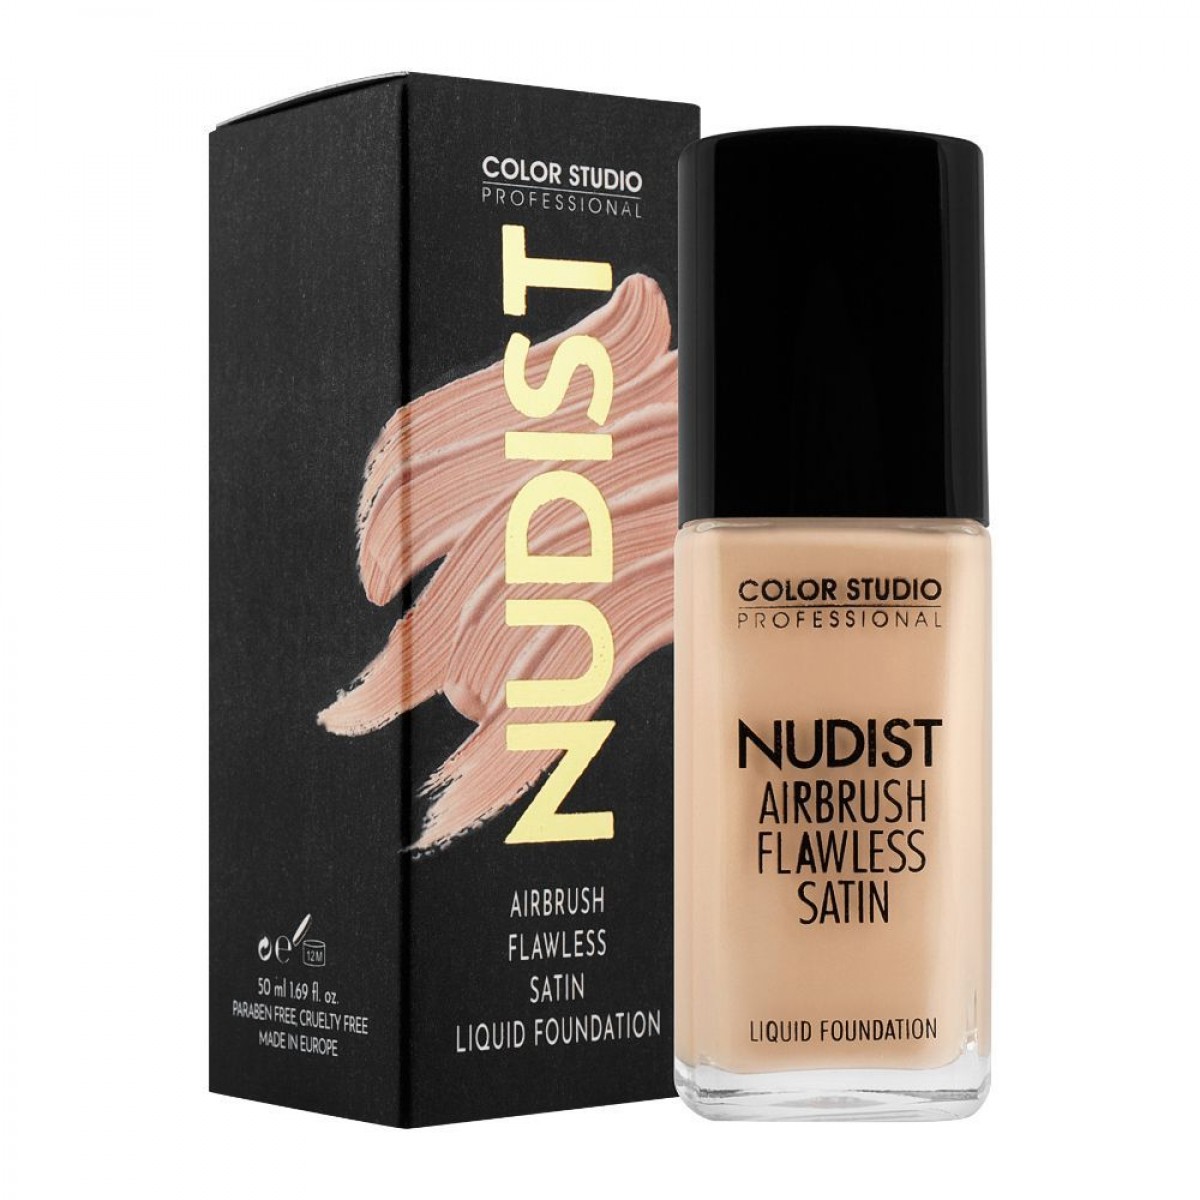 COLOR STUDIO
PROFESSIONAL
NUDIST
AIRBRUSH
FLAWLESS
SATIN
LIQUID FOUNDATION
12M
50 ml 1.69 fl. oz.
PARABEN FREE, CRUELTY FREE
MADE IN EUROPE
COLOR STUDIO
PROFESSIONAL
NUDIST
AIRBRUSH
FLAWLESS
SATIN
LIQUID FOUNDATION